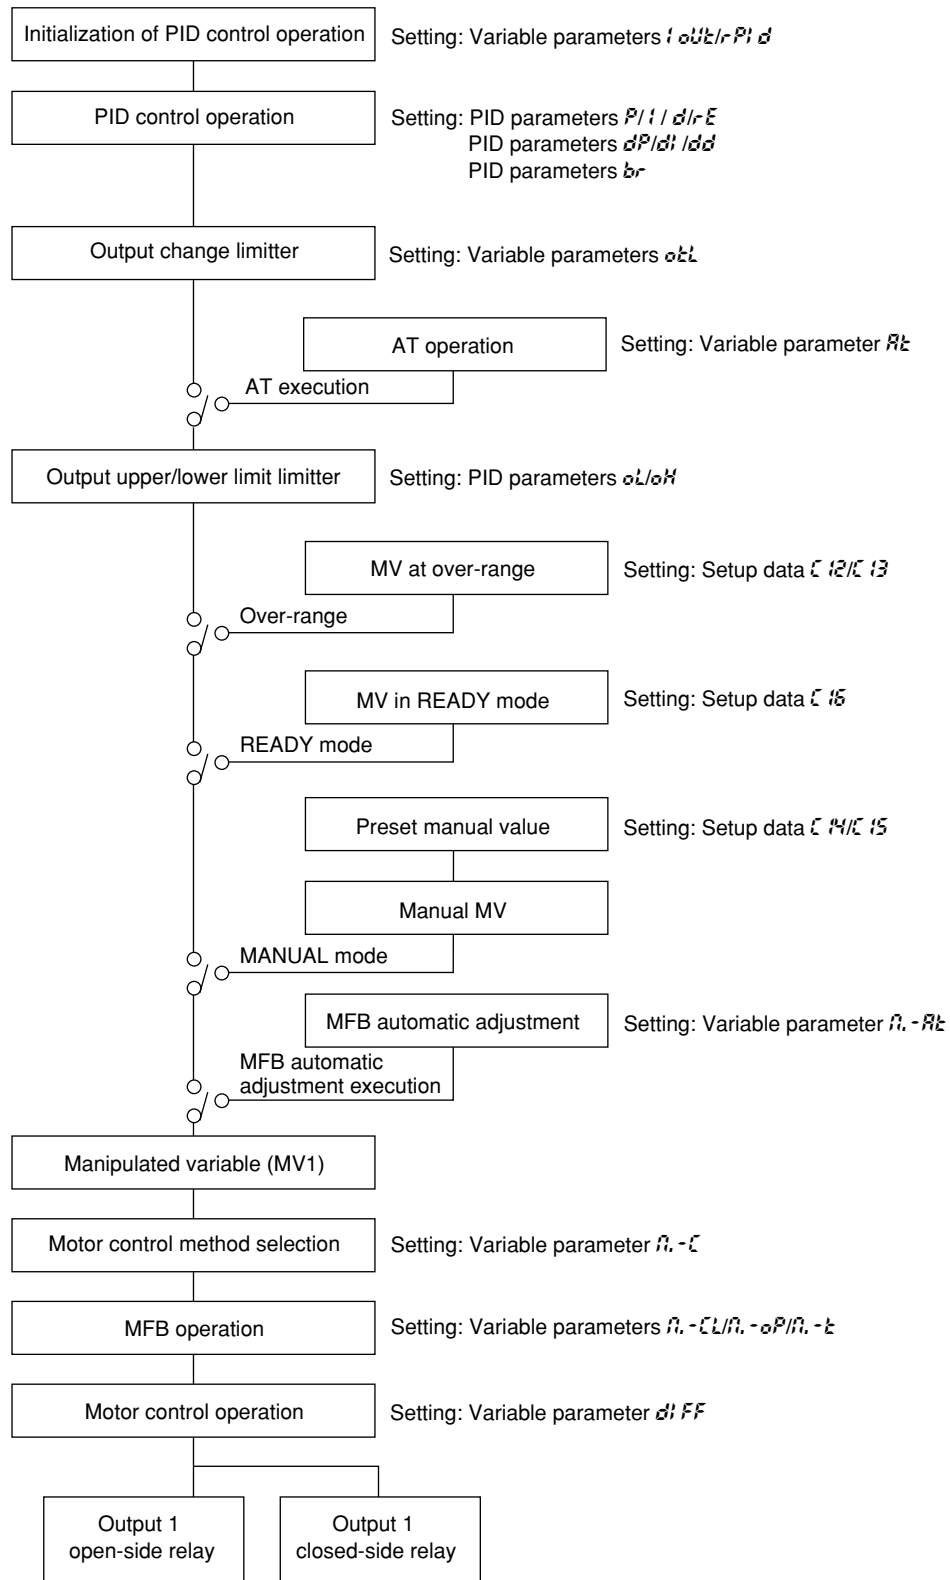 Initialization of PID control operation Setting: Variable parameters I oUt/rPI d
PID control operation Setting: PID parameters P/I / d/rE
PID parameters dP/dI /dd
PID parameters br
Output change limitter Setting: Variable parameters otL
AT operation Setting: Variable parameter At
AT execution
Output upper/lower limit limitter Setting: PID parameters oL/oH
MV at over-range Setting: Setup data C 12/C 13
Over-range
MV in READY mode Setting: Setup data C 16
READY mode
Preset manual value Setting: Setup data C 14/C 15
Manual MV
MANUAL mode
MFB automatic adjustment Setting: Variable parameter M. - At
MFB automatic
adjustment execution
Manipulated variable (MV1)
Motor control method selection Setting: Variable parameter M. - C
MFB operation Setting: Variable parameters M. - CL/M. - oP/M. - t
Motor control operation Setting: Variable parameter dI FF
Output 1
open-side relay
Output 1
closed-side relay